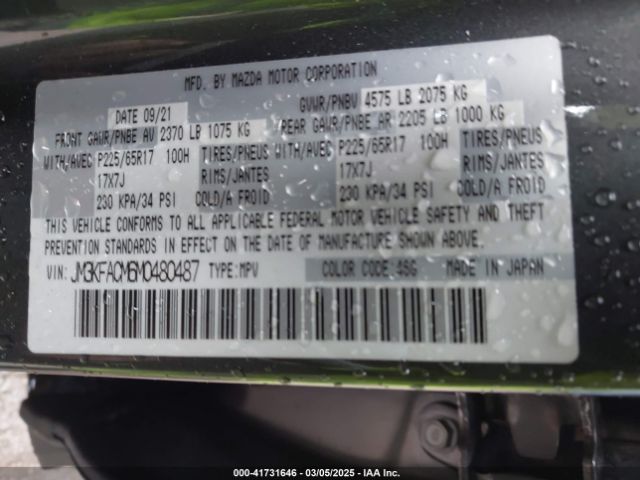 MFD. BY MAZDA MOTOR CORPORATION
DATE 09/21 GVWR/PNBV 4575 LB 2075 KG
FRONT GAWR/PNBE AV 2370 LB 1075 KG REAR GAWR/PNBE AR 2205 LB 1000 KG
WITH/AVEC P225/65R17 100H TIRES/PNEUS WITH/AVEC P225/65R17 100H TIRES/PNEUS
17X7J RIMS/JANTES 17X7J RIMS/JANTES
230 KPA/34 PSI COLD/A FROID 230 KPA/34 PSI COLD/A FROID
THIS VEHICLE CONFORMS TO ALL APPLICABLE FEDERAL MOTOR VEHICLE SAFETY AND THEFT
PREVENTION STANDARDS IN EFFECT ON THE DATE OF MANUFACTURE SHOWN ABOVE.
VIN: JM3KFACM6M0480487 TYPE: MPV COLOR CODE: 46G MADE IN JAPAN
000-41731646 — 03/05/2025 — IAA Inc.